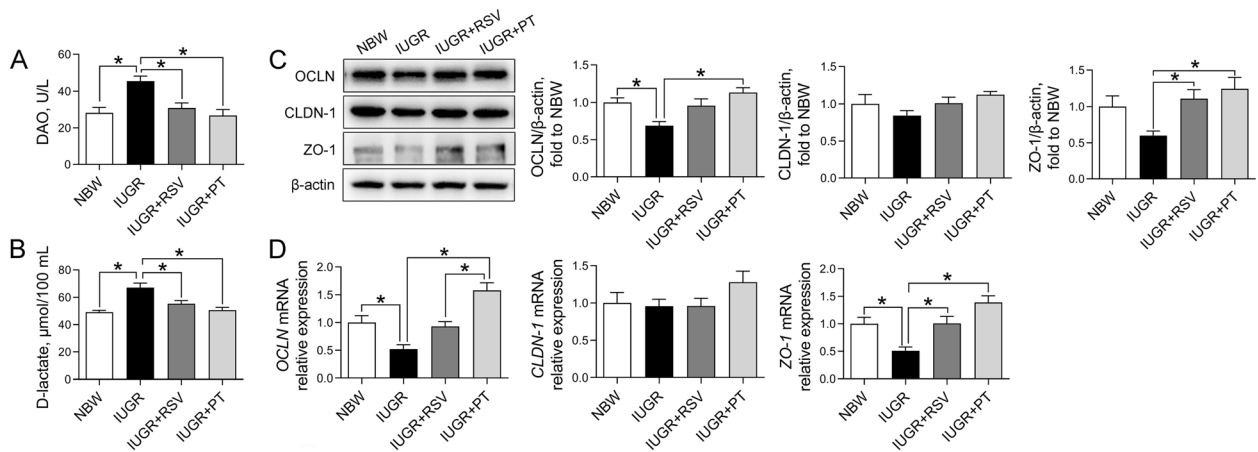 A
DAO, U/L
60
40
20
0
NBW
IUGR
IUGR+RSV
IUGR+PT
* * *
C
NBW
IUGR
IUGR+RSV
IUGR+PT
OCLN
CLDN-1
ZO-1
β-actin
OCLN/β-actin,
fold to NBW
1.5
1.0
0.5
0.0
NBW
IUGR
IUGR+RSV
IUGR+PT
* *
CLDN-1/β-actin,
fold to NBW
1.5
1.0
0.5
0.0
NBW
IUGR
IUGR+RSV
IUGR+PT
ZO-1/β-actin,
fold to NBW
1.5
1.0
0.5
0.0
NBW
IUGR
IUGR+RSV
IUGR+PT
* *
B
D-lactate, μmol/100 mL
80
60
40
20
0
NBW
IUGR
IUGR+RSV
IUGR+PT
* * *
D
OCLN mRNA
relative expression
2.0
1.5
1.0
0.5
0.0
NBW
IUGR
IUGR+RSV
IUGR+PT
* * *
CLDN-1 mRNA
relative expression
1.5
1.0
0.5
0.0
NBW
IUGR
IUGR+RSV
IUGR+PT
ZO-1 mRNA
relative expression
2.0
1.5
1.0
0.5
0.0
NBW
IUGR
IUGR+RSV
IUGR+PT
* * *